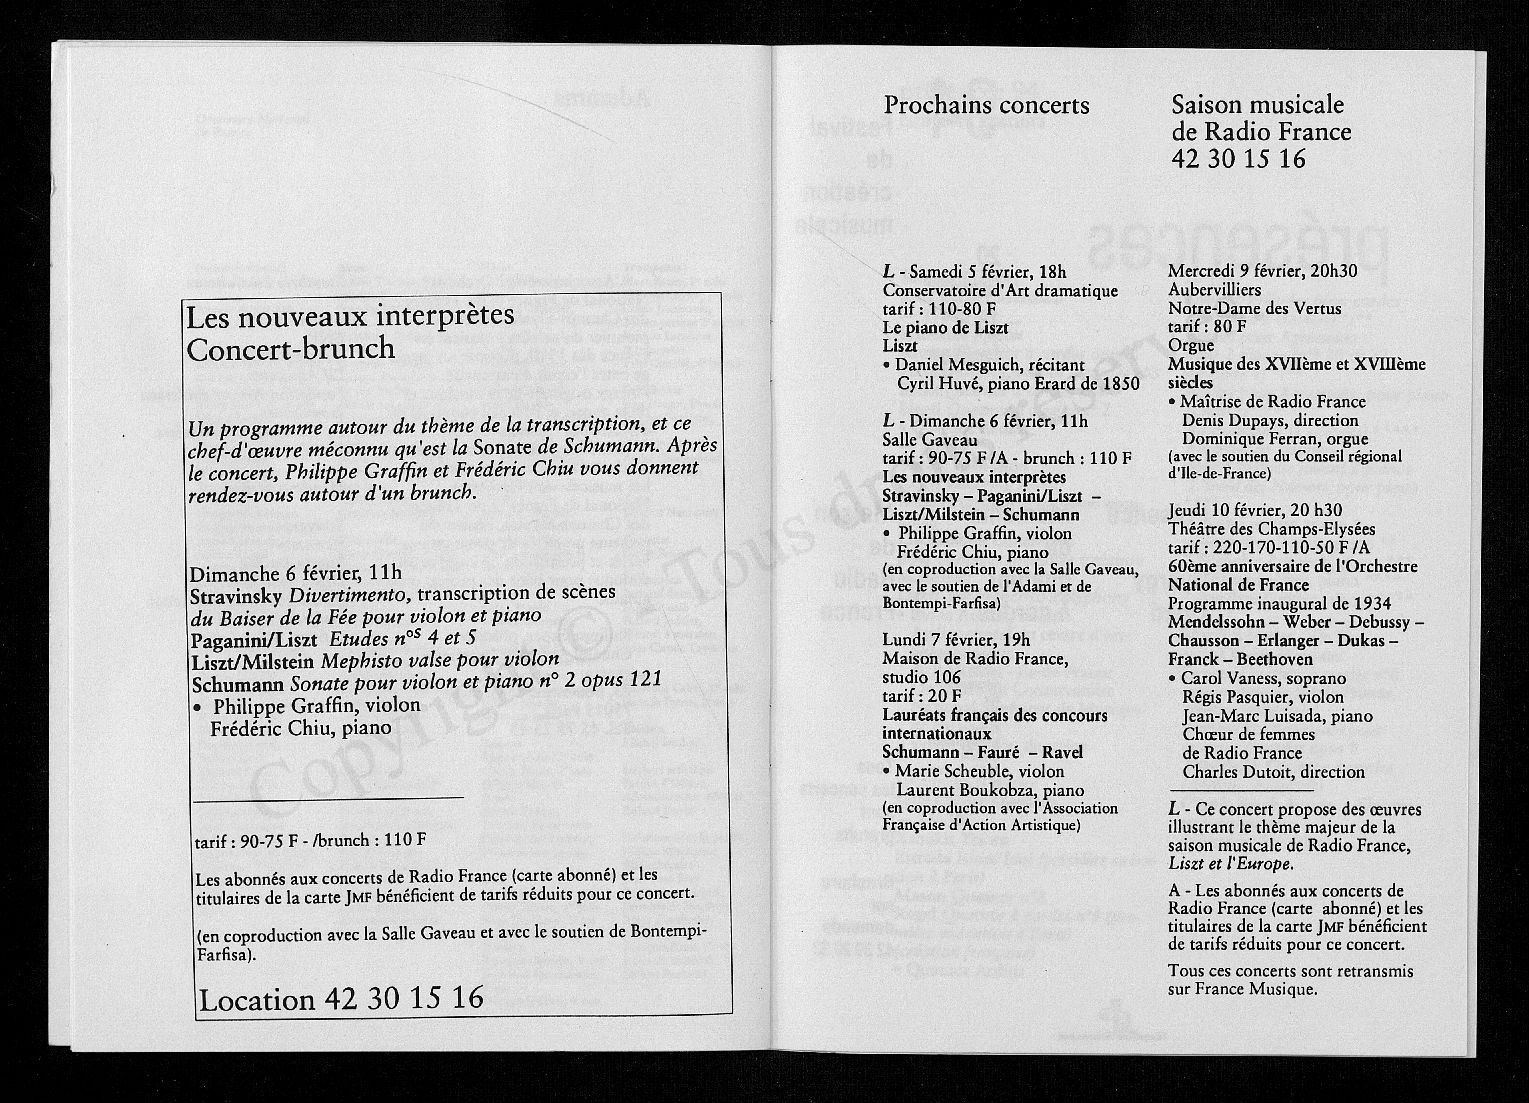 Les nouveaux interprètes
Concert-brunch
Un programme autour du thème de la transcription, et ce
chef-d'œuvre méconnu qu'est la Sonate de Schumann. Après
le concert, Philippe Graffin et Frédéric Chiu vous donnent
rendez-vous autour d'un brunch.
Dimanche 6 février, 11h
Stravinsky Divertimento, transcription de scènes
du Baiser de la Fée pour violon et piano
Paganini/Liszt Etudes nos 4 et 5
Liszt/Milstein Mephisto valse pour violon
Schumann Sonate pour violon et piano n° 2 opus 121
• Philippe Graffin, violon
Frédéric Chiu, piano
tarif : 90-75 F - /brunch : 110 F
Les abonnés aux concerts de Radio France (carte abonné) et les
titulaires de la carte JMF bénéficient de tarifs réduits pour ce concert.
(en coproduction avec la Salle Gaveau et avec le soutien de Bontempi-
Farfisa).
Location 42 30 15 16
Prochains concerts
L - Samedi 5 février, 18h
Conservatoire d'Art dramatique
tarif : 110-80 F
Le piano de Liszt
Liszt
• Daniel Mesguich, récitant
Cyril Huvé, piano Erard de 1850
L - Dimanche 6 février, 11h
Salle Gaveau
tarif : 90-75 F /A - brunch : 110 F
Les nouveaux interprètes
Stravinsky – Paganini/Liszt –
Liszt/Milstein – Schumann
• Philippe Graffin, violon
Frédéric Chiu, piano
(en coproduction avec la Salle Gaveau,
avec le soutien de l'Adami et de
Bontempi-Farfisa)
Lundi 7 février, 19h
Maison de Radio France,
studio 106
tarif : 20 F
Lauréats français des concours
internationaux
Schumann – Fauré – Ravel
• Marie Scheuble, violon
Laurent Boukobza, piano
(en coproduction avec l'Association
Française d'Action Artistique)
Saison musicale
de Radio France
42 30 15 16
Mercredi 9 février, 20h30
Aubervilliers
Notre-Dame des Vertus
tarif : 80 F
Orgue
Musique des XVIIème et XVIIIème
siècles
• Maîtrise de Radio France
Denis Dupays, direction
Dominique Ferran, orgue
(avec le soutien du Conseil régional
d'Ile-de-France)
Jeudi 10 février, 20 h30
Théâtre des Champs-Elysées
tarif : 220-170-110-50 F /A
60ème anniversaire de l'Orchestre
National de France
Programme inaugural de 1934
Mendelssohn – Weber – Debussy –
Chausson – Erlanger – Dukas –
Franck – Beethoven
• Carol Vaness, soprano
Régis Pasquier, violon
Jean-Marc Luisada, piano
Chœur de femmes
de Radio France
Charles Dutoit, direction
L - Ce concert propose des œuvres
illustrant le thème majeur de la
saison musicale de Radio France,
Liszt et l'Europe.
A - Les abonnés aux concerts de
Radio France (carte abonné) et les
titulaires de la carte JMF bénéficient
de tarifs réduits pour ce concert.
Tous ces concerts sont retransmis
sur France Musique.